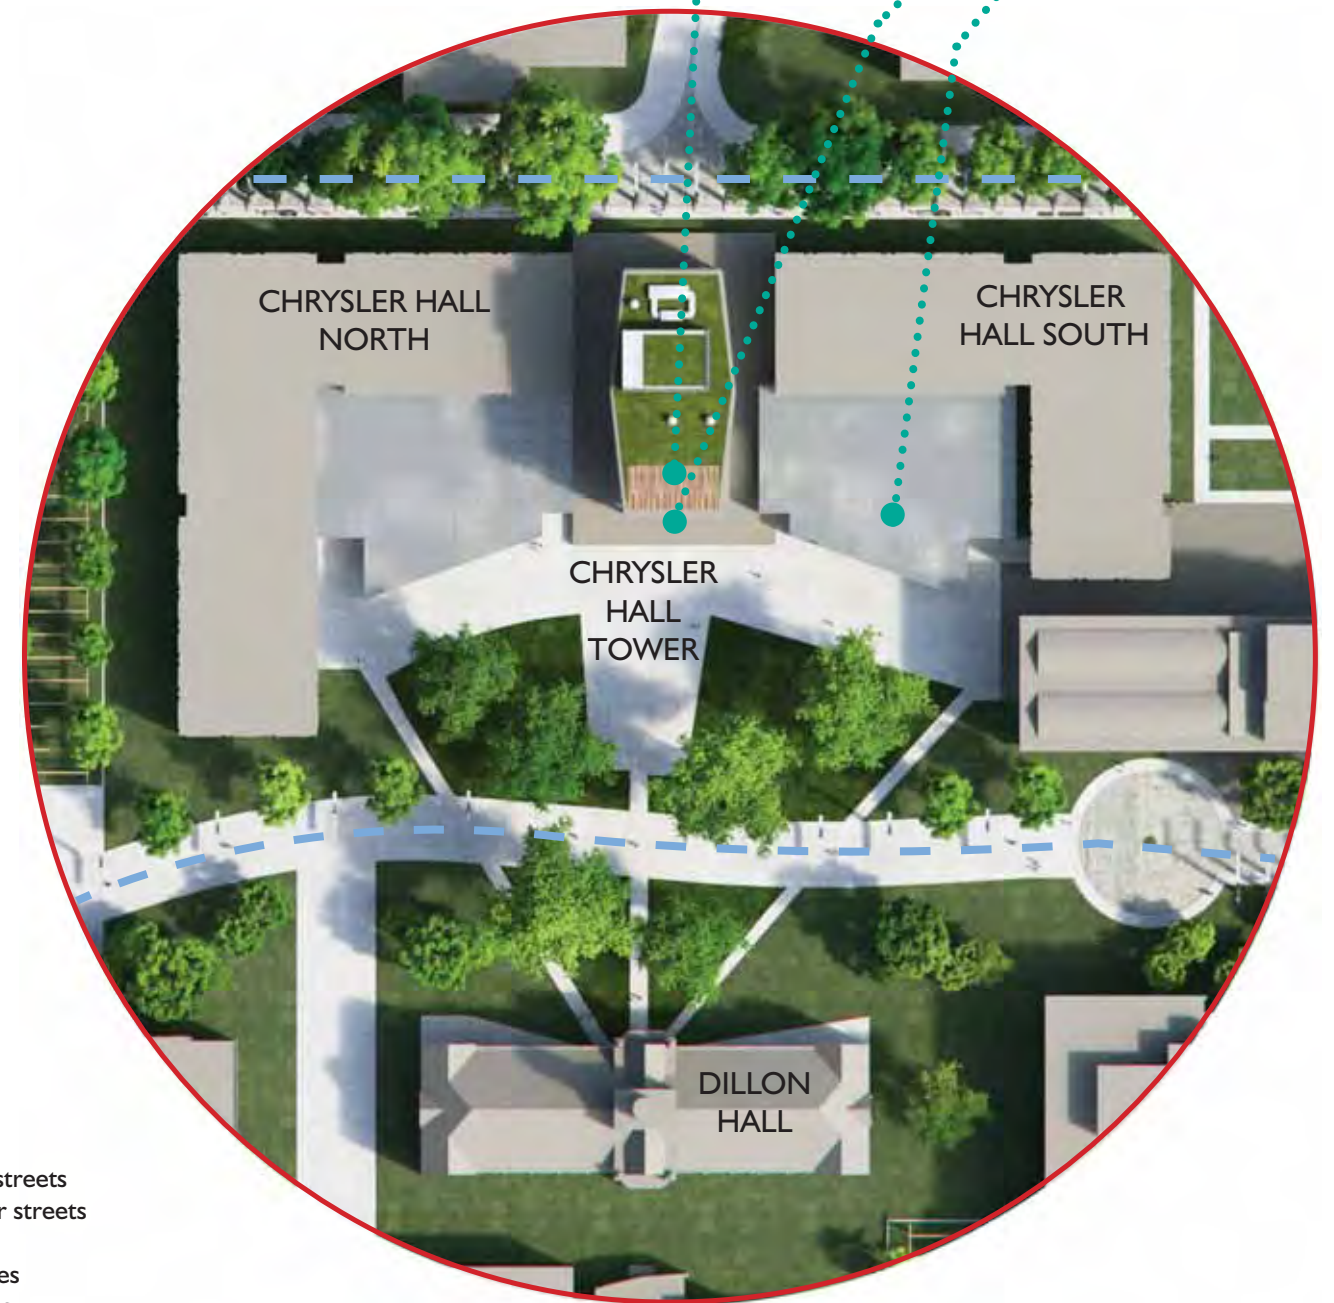 CHRYSLER HALL
NORTH
CHRYSLER
HALL SOUTH
CHRYSLER
HALL
TOWER
DILLON
HALL
streets
r streets
es